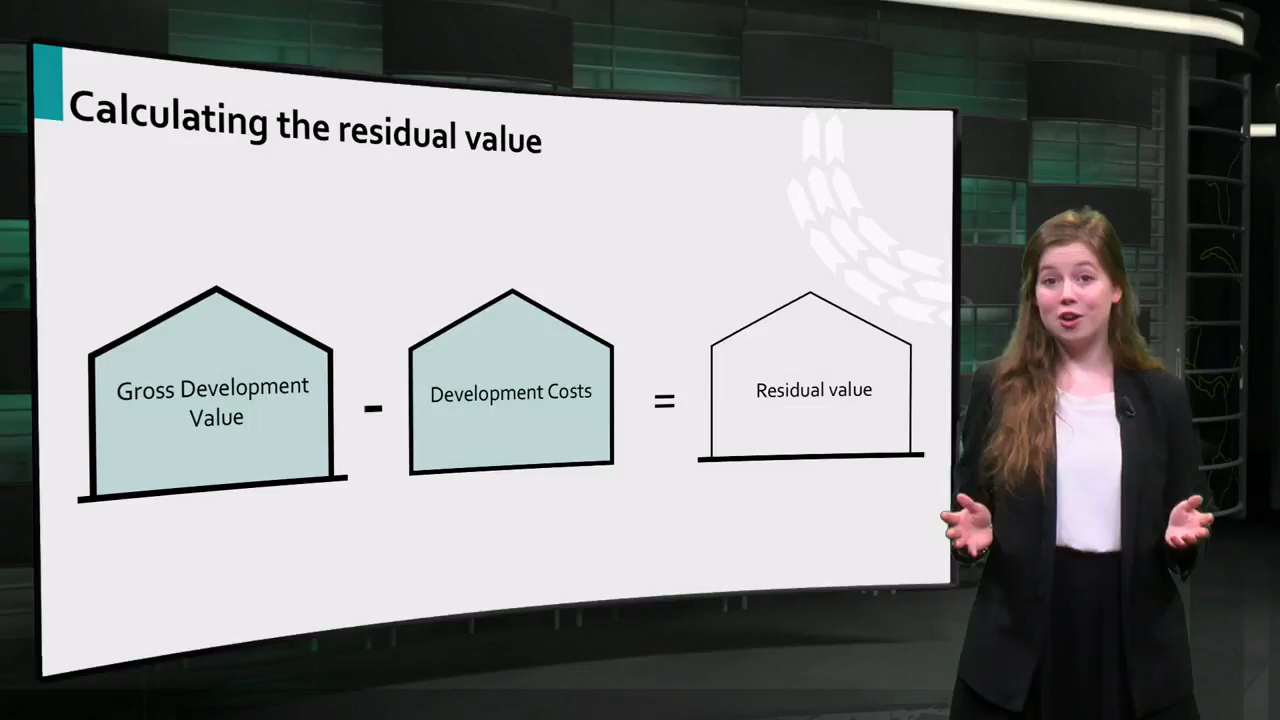 Calculating the residual value
Gross Development
Value
-
Development Costs
=
Residual value